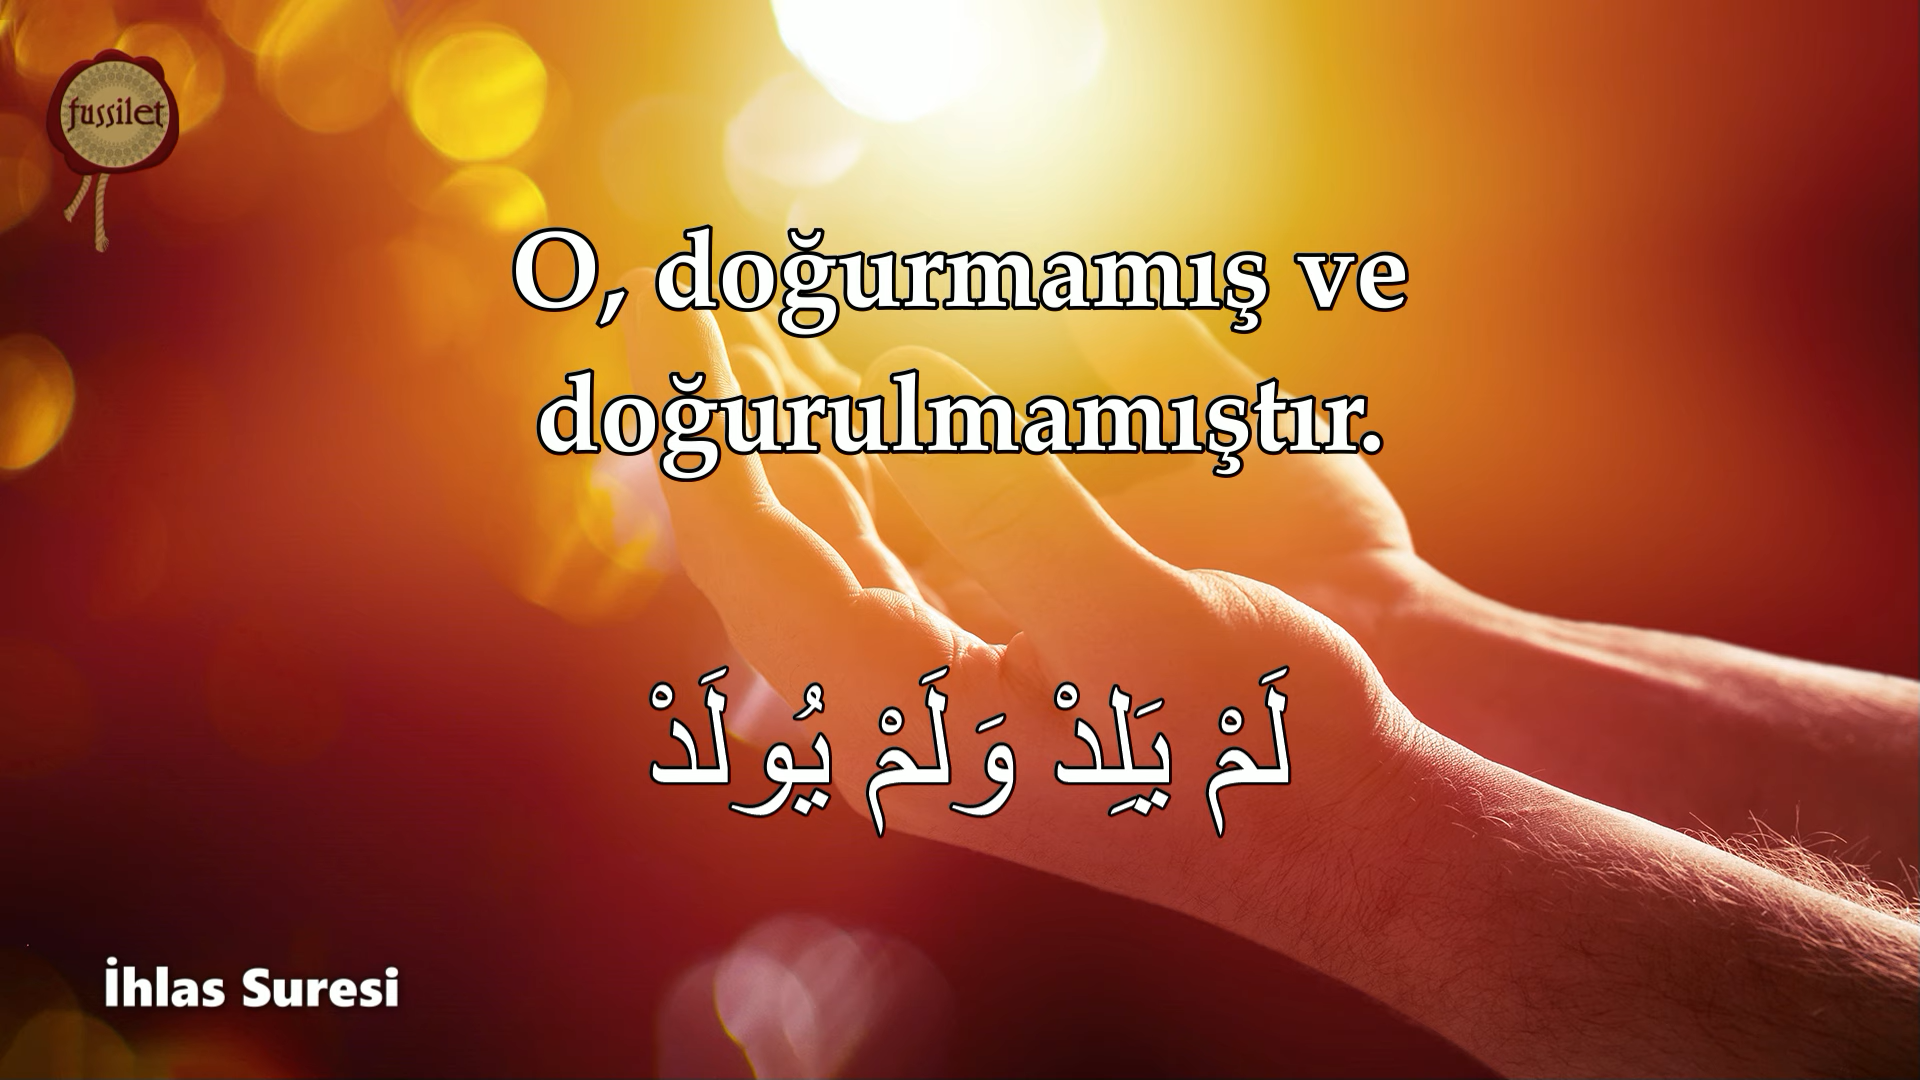 fussilet
O, doğurmamış ve
doğurulmamıştır.
لَمْ يَلِدْ وَلَمْ يُولَدْ
İhlas Suresi